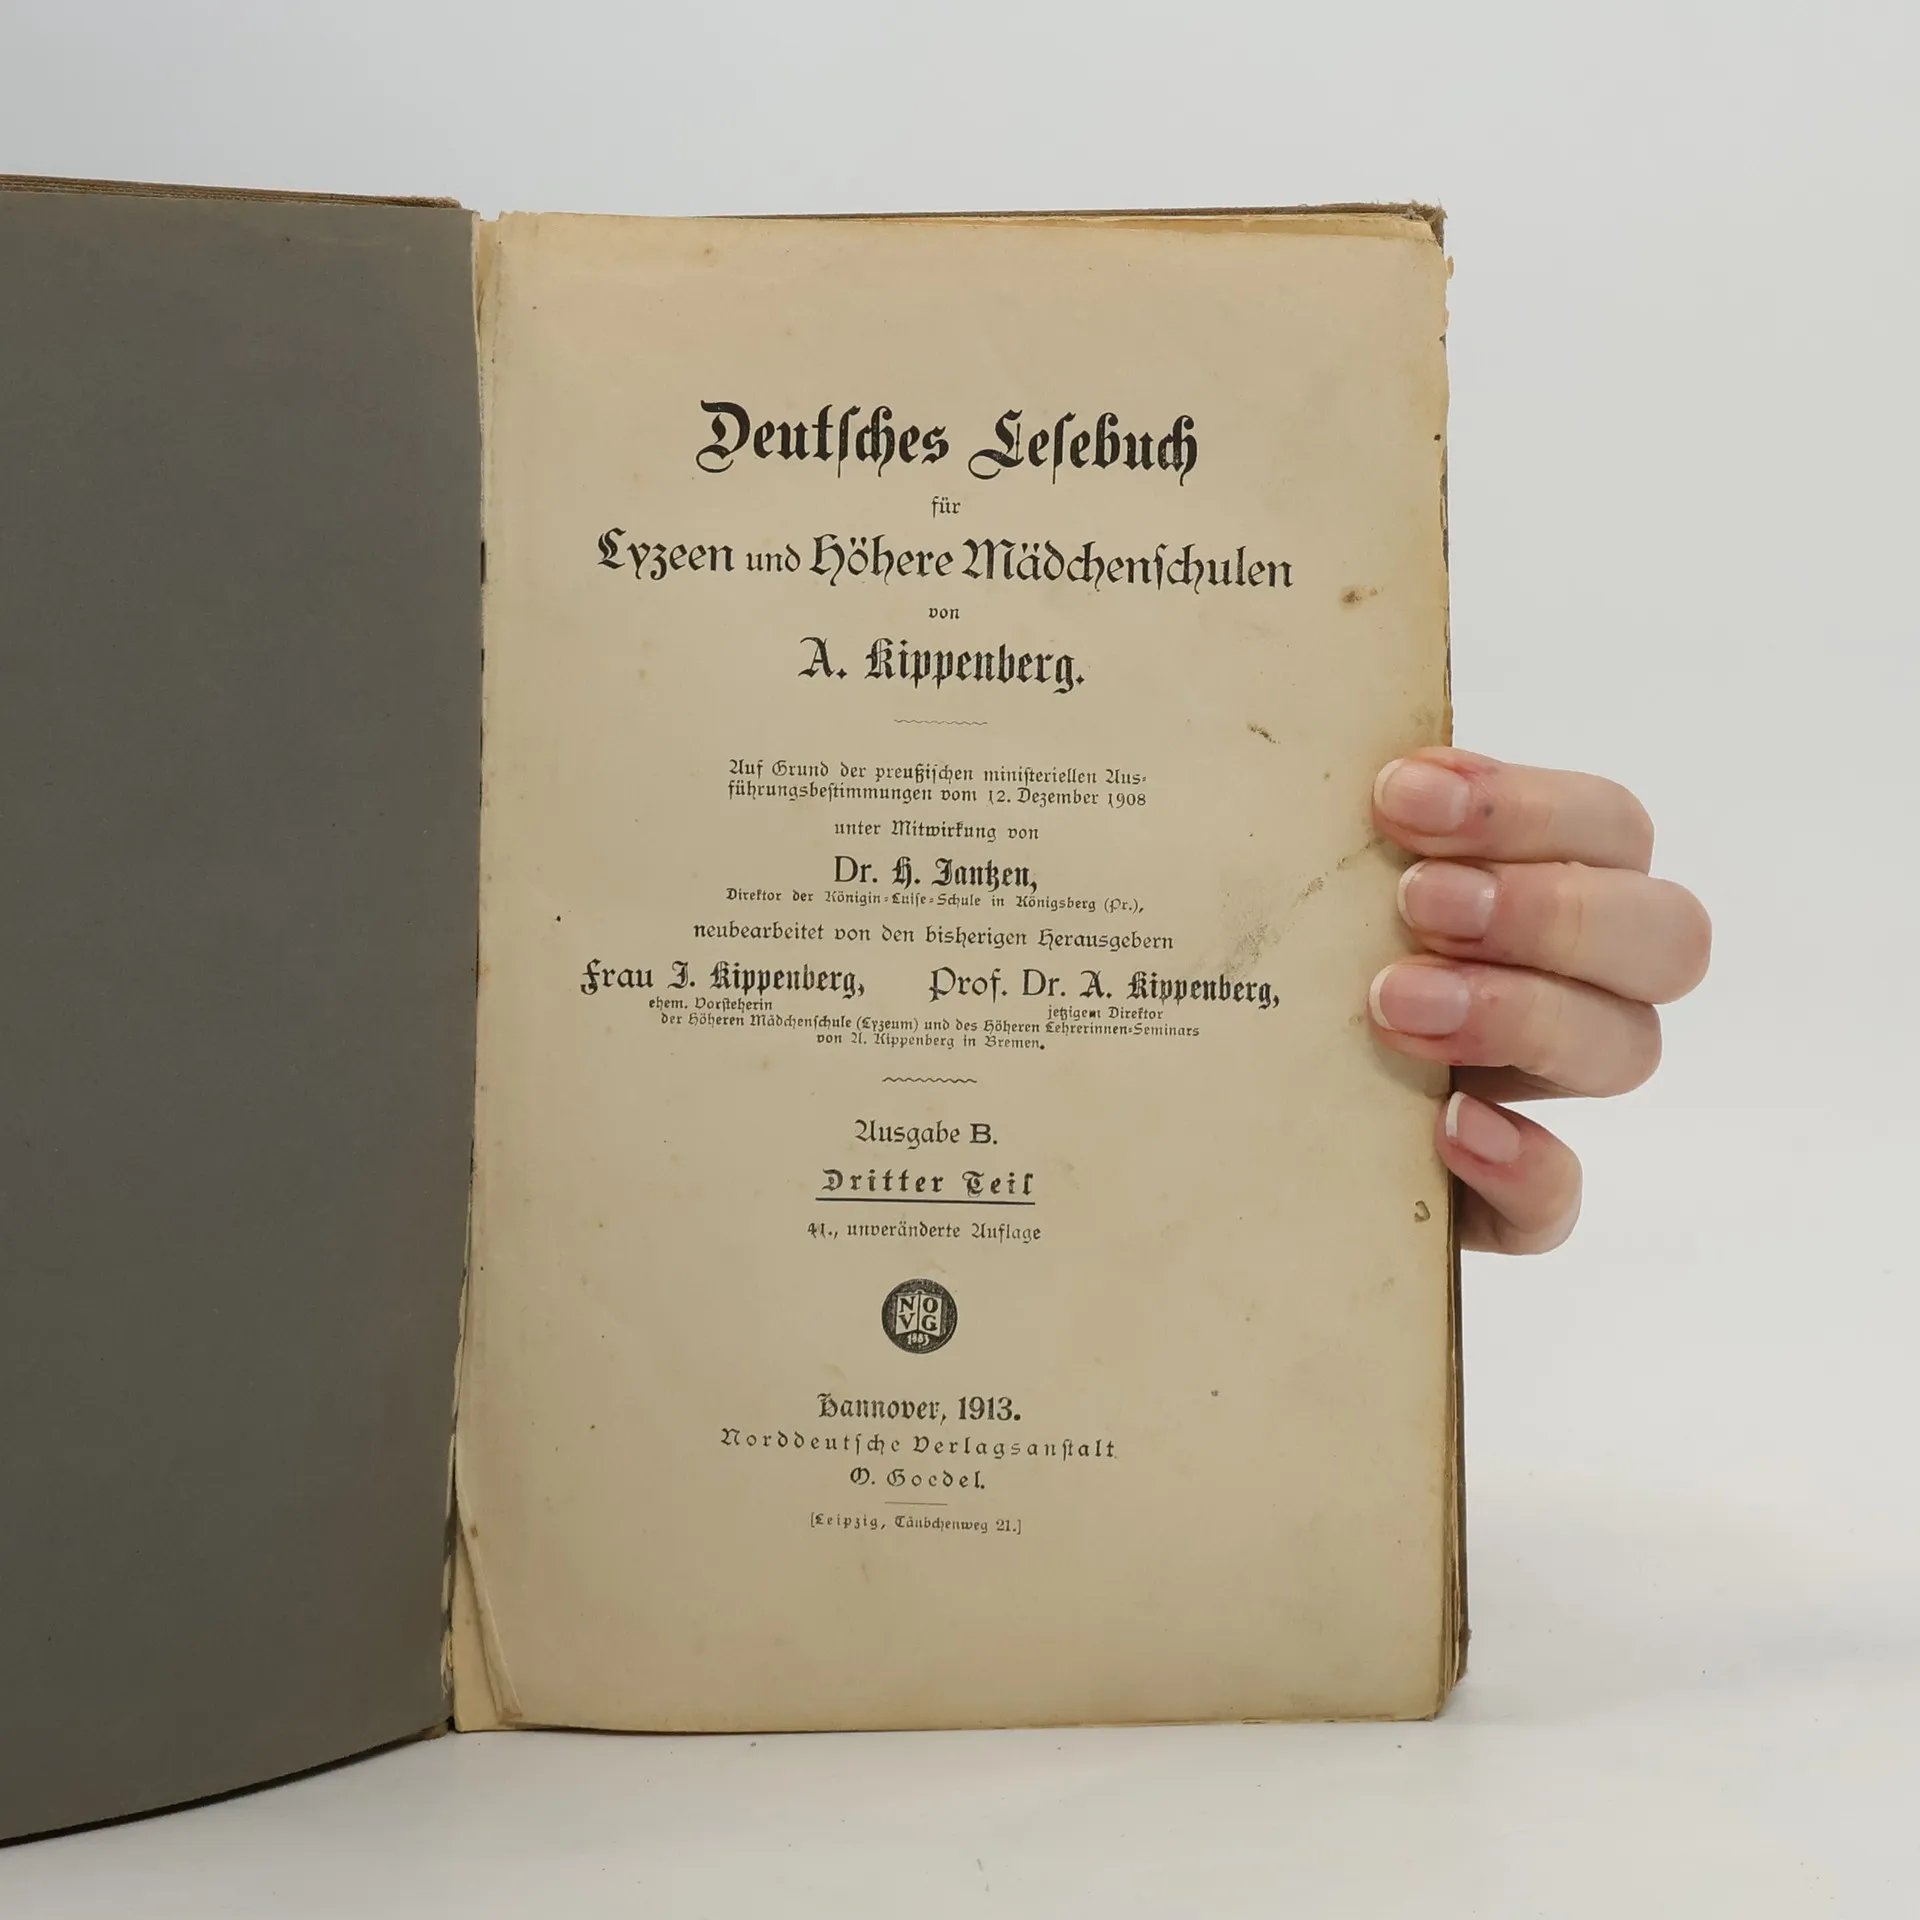 Deutſches Leſebuch
für
Lyzeen und Höhere Mädchenſchulen
von
A. Kippenberg.
Auf Grund der preußiſchen miniſteriellen Aus-
führungsbeſtimmungen vom 12. Dezember 1908
unter Mitwirkung von
Dr. H. Jantzen,
Direktor der Königin-Luiſe-Schule in Königsberg (Pr.),
neubearbeitet von den bisherigen Herausgebern
Frau J. Kippenberg, Prof. Dr. A. Kippenberg,
ehem. Vorſteherin jetzigem Direktor
der Höheren Mädchenſchule (Lyzeum) und des Höheren Lehrerinnen-Seminars
von A. Kippenberg in Bremen.
Ausgabe B.
Dritter Teil
41., unveränderte Auflage
NO
VG
1883
Hannover, 1913.
Norddeutſche Verlagsanſtalt
O. Goedel.
[Leipzig, Täubchenweg 21.]